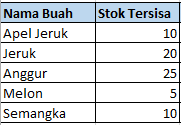 Nama Buah Stok Tersisa
Apel Jeruk 10
Jeruk 20
Anggur 25
Melon 5
Semangka 10